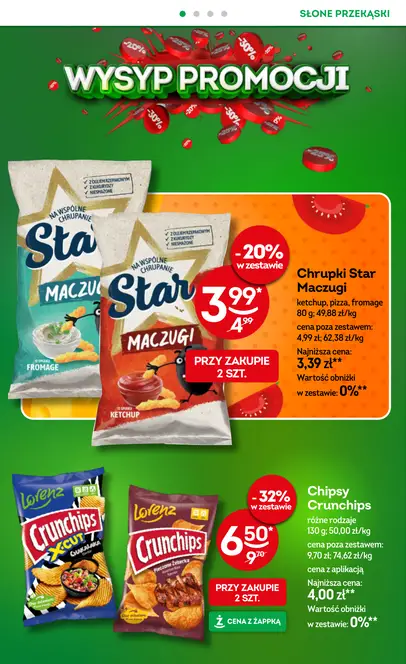 SŁONE PRZEKĄSKI
-30%
-20%
-30%
WYSYP PROMOCJI
NA WSPÓLNE
CHRUPANIE
Star
MACZUGI
FROMAGE
NA WSPÓLNE
CHRUPANIE
Star
MACZUGI
KETCHUP
-20%
w zestawie
3,99*
4,99
PRZY ZAKUPIE
2 SZT.
Chrupki Star
Maczugi
ketchup, pizza, fromage
80 g; 49,88 zł/kg
cena poza zestawem:
4,99 zł; 62,38 zł/kg
Najniższa cena:
3,39 zł**
Wartość obniżki
w zestawie: 0%**
Lorenz
Crunchips
X-CUT
Lorenz
Crunchips
-32%
w zestawie
6,50*
9,70
PRZY ZAKUPIE
2 SZT.
Ż CENA Z ŻAPPKĄ
Chipsy
Crunchips
różne rodzaje
130 g; 50,00 zł/kg
cena poza zestawem:
9,70 zł; 74,62 zł/kg
cena z aplikacją
Najniższa cena:
4,00 zł**
Wartość obniżki
w zestawie: 0%**